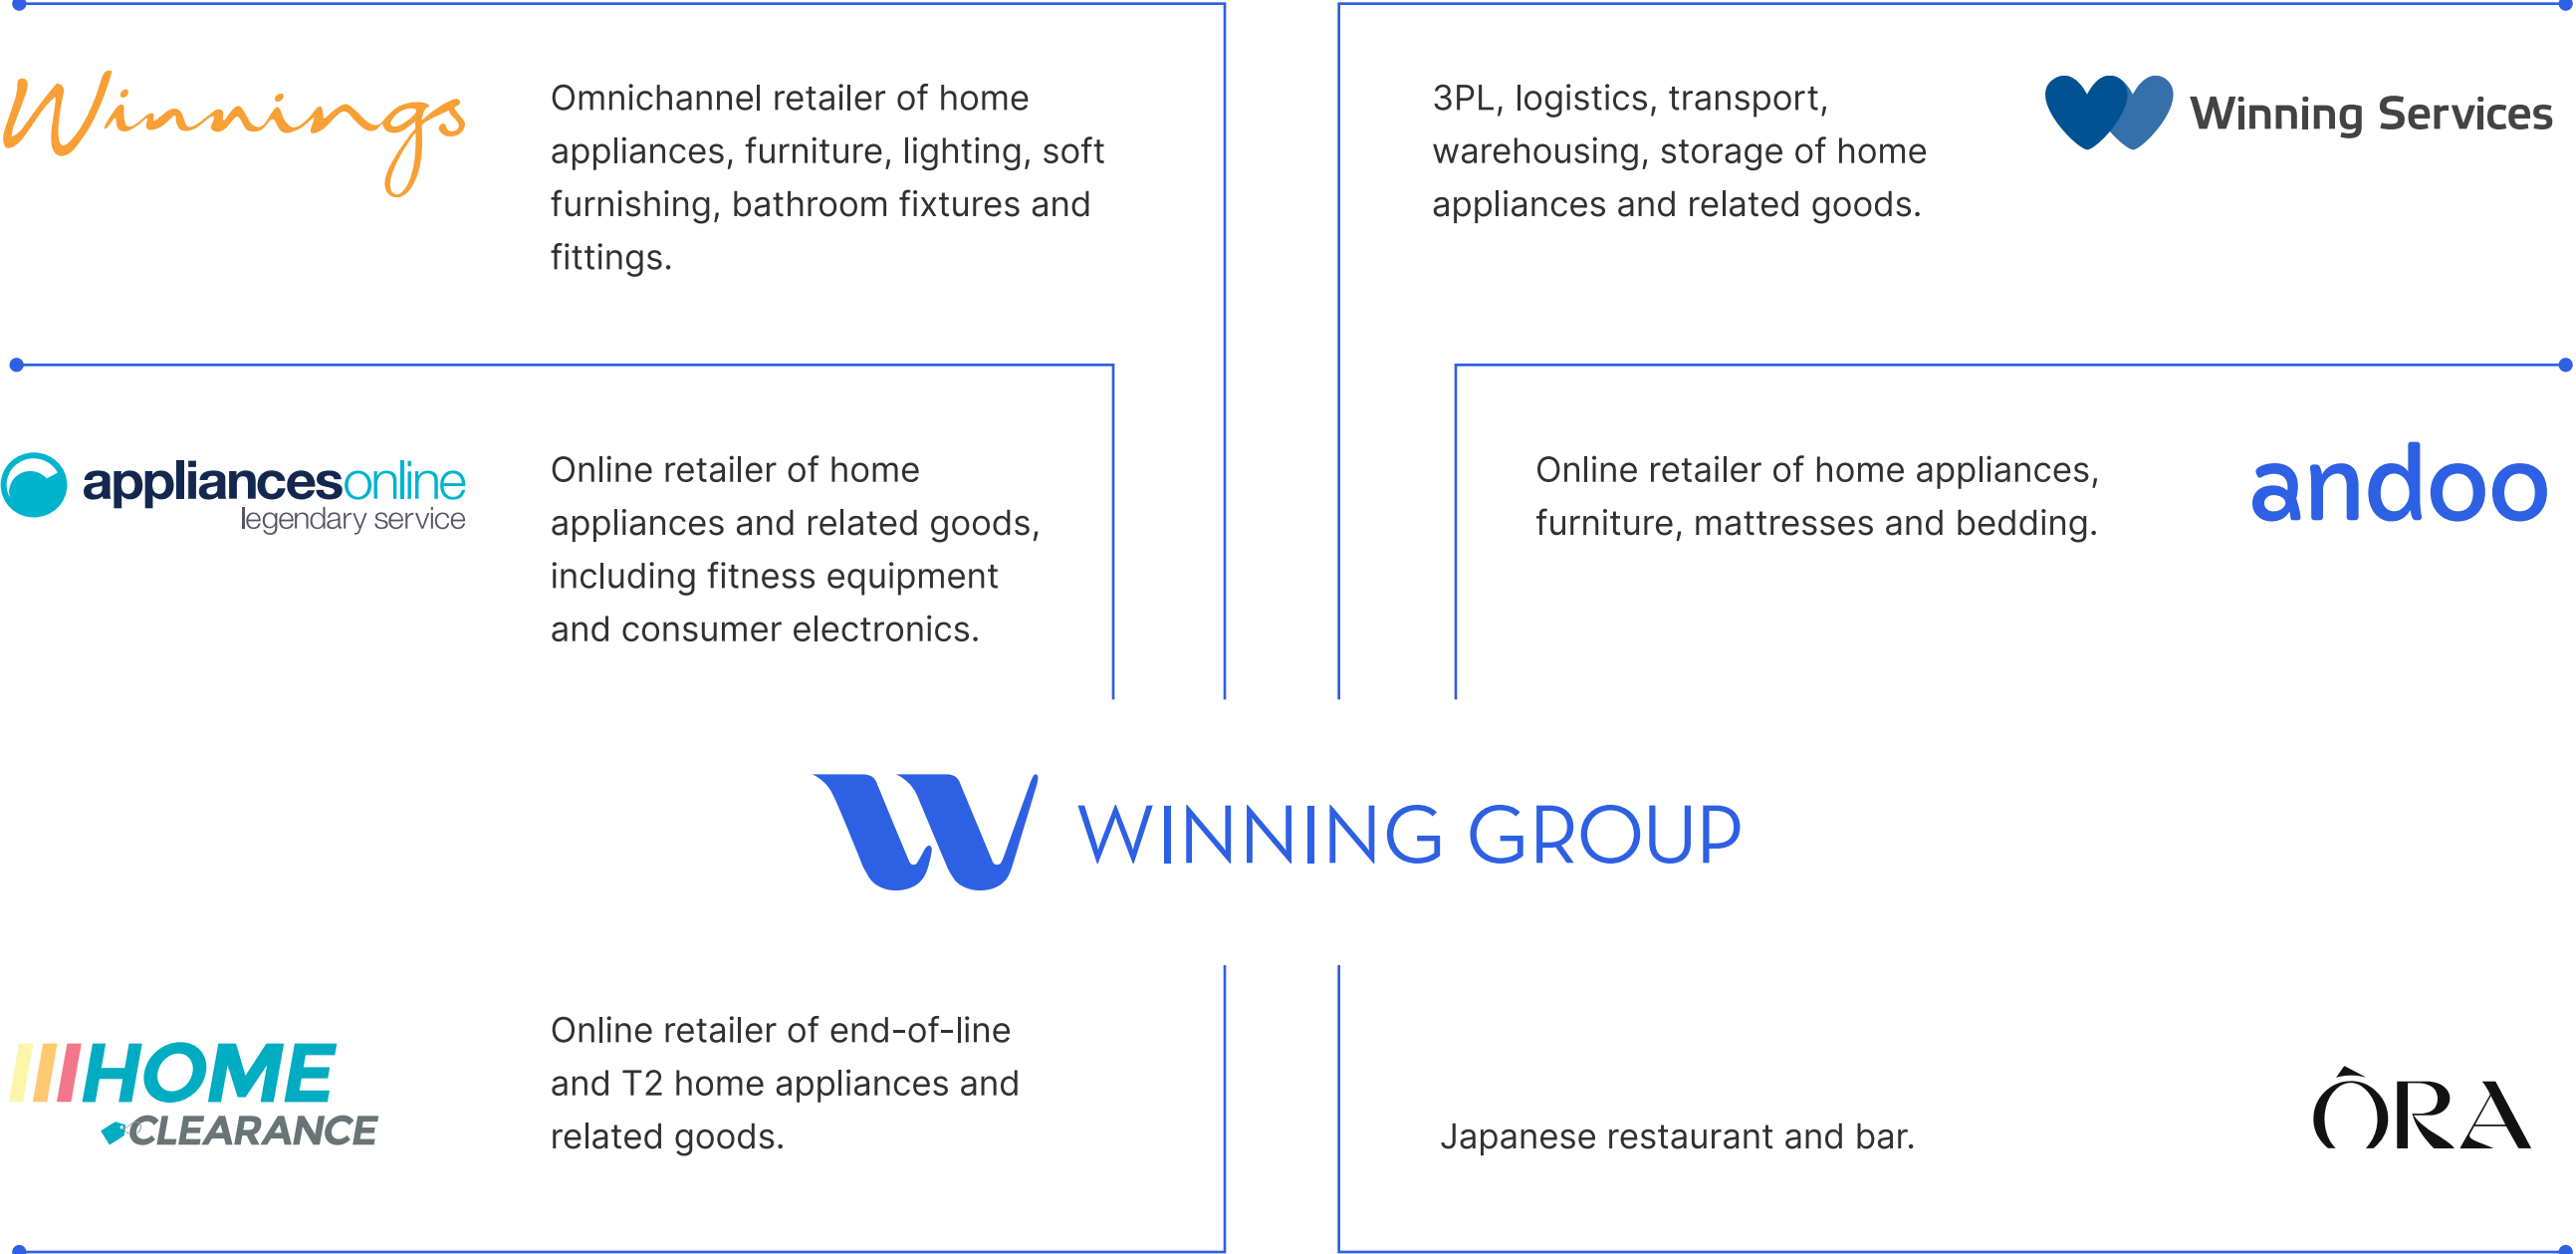 Winnings
Omnichannel retailer of home
appliances, furniture, lighting, soft
furnishing, bathroom fixtures and
fittings.
3PL, logistics, transport,
warehousing, storage of home
appliances and related goods.
Winning Services
appliancesonline
legendary service
Online retailer of home
appliances and related goods,
including fitness equipment
and consumer electronics.
Online retailer of home appliances,
furniture, mattresses and bedding.
andoo
WINNING GROUP
HOME
CLEARANCE
Online retailer of end-of-line
and T2 home appliances and
related goods.
Japanese restaurant and bar.
ÔRA